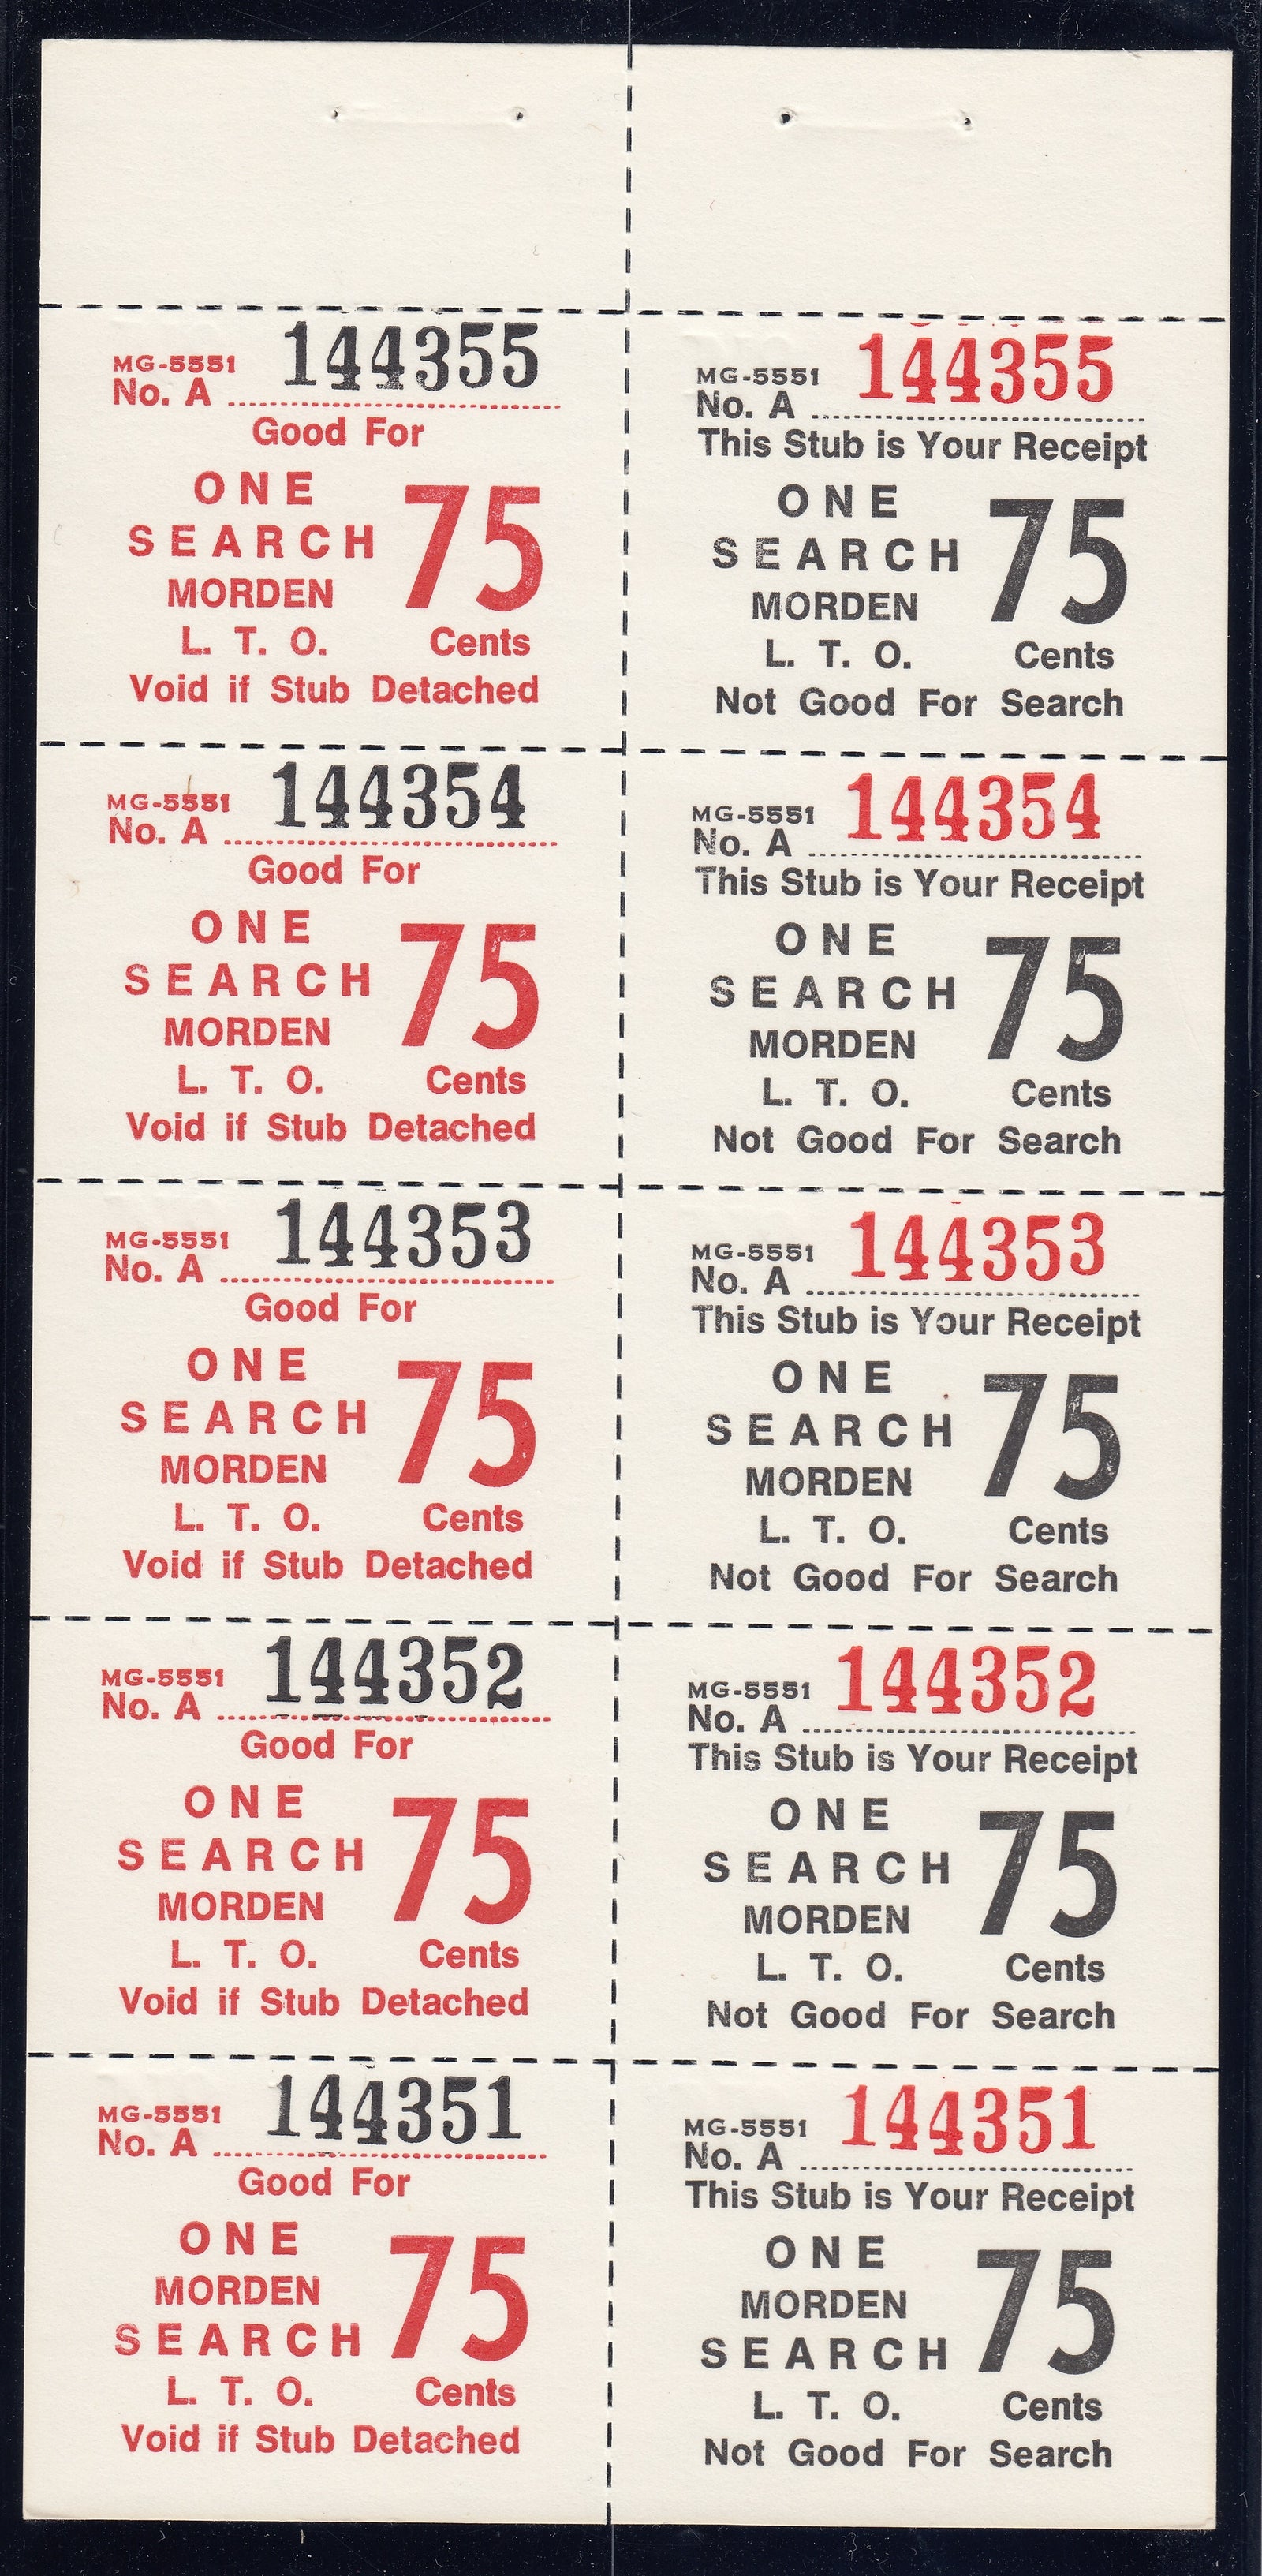 MG-5551 144355
No. A
Good For
ONE
SEARCH 75
MORDEN
L. T. O. Cents
Void if Stub Detached
MG-5551 144355
No. A
This Stub is Your Receipt
ONE
SEARCH 75
MORDEN
L. T. O. Cents
Not Good For Search
MG-5551 144354
No. A
Good For
ONE
SEARCH 75
MORDEN
L. T. O. Cents
Void if Stub Detached
MG-5551 144354
No. A
This Stub is Your Receipt
ONE
SEARCH 75
MORDEN
L. T. O. Cents
Not Good For Search
MG-5551 144353
No. A
Good For
ONE
SEARCH 75
MORDEN
L. T. O. Cents
Void if Stub Detached
MG-5551 144353
No. A
This Stub is Your Receipt
ONE
SEARCH 75
MORDEN
L. T. O. Cents
Not Good For Search
MG-5551 144352
No. A
Good For
ONE
SEARCH 75
MORDEN
L. T. O. Cents
Void if Stub Detached
MG-5551 144352
No. A
This Stub is Your Receipt
ONE
SEARCH 75
MORDEN
L. T. O. Cents
Not Good For Search
MG-5551 144351
No. A
Good For
ONE
MORDEN 75
SEARCH
L. T. O. Cents
Void if Stub Detached
MG-5551 144351
No. A
This Stub is Your Receipt
ONE
MORDEN 75
SEARCH
L. T. O. Cents
Not Good For Search